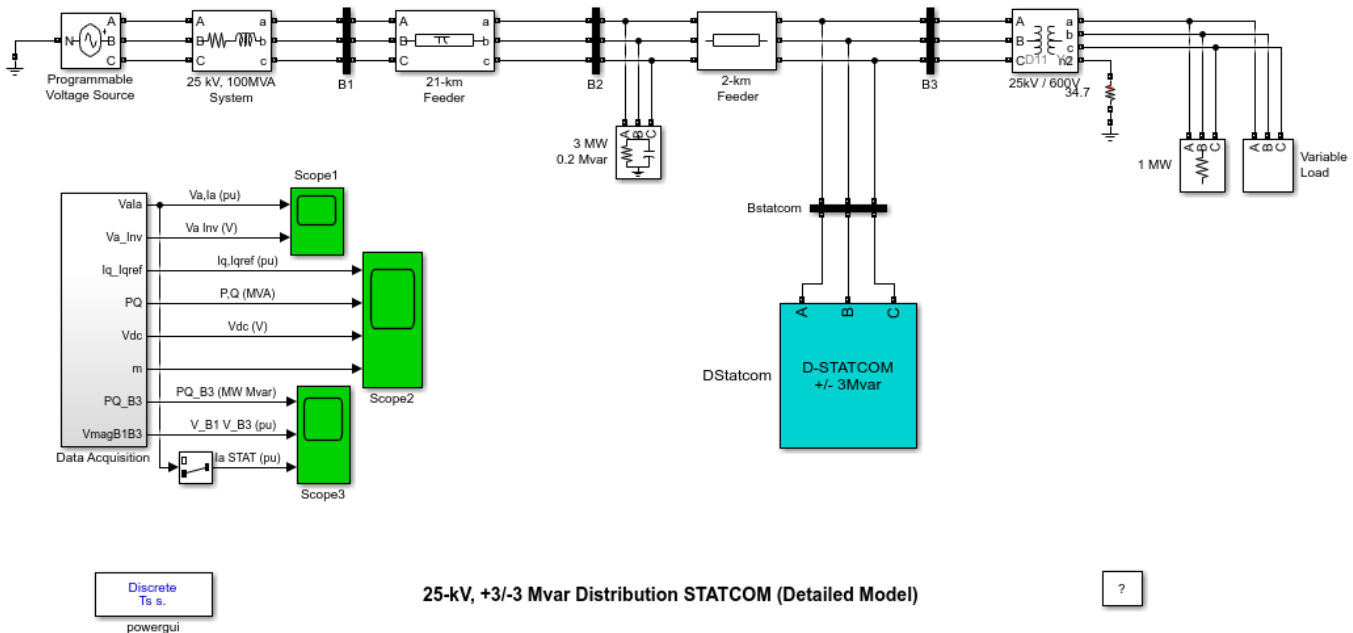 N
A
B
C
Programmable
Voltage Source
A
B
C
a
b
c
25 kV, 100MVA
System
B1
A
B
C
a
b
c
21-km
Feeder
B2
A
B
C
3 MW
0.2 Mvar
2-km
Feeder
B3
A
B
C
a
b
c
n2
D11
25kV / 600V
34.7
1 MW
A
B
C
A
B
C
Variable
Load
Bstatcom
A
B
C
DStatcom
D-STATCOM
+/- 3Mvar
VaIa
Va_Inv
Iq_Iqref
PQ
Vdc
m
PQ_B3
VmagB1B3
Data Acquisition
Va,Ia (pu)
Va Inv (V)
Iq,Iqref (pu)
P,Q (MVA)
Vdc (V)
PQ_B3 (MW Mvar)
V_B1 V_B3 (pu)
Ia STAT (pu)
Scope1
Scope2
Scope3
Discrete
Ts s.
powergui
25-kV, +3/-3 Mvar Distribution STATCOM (Detailed Model)
?